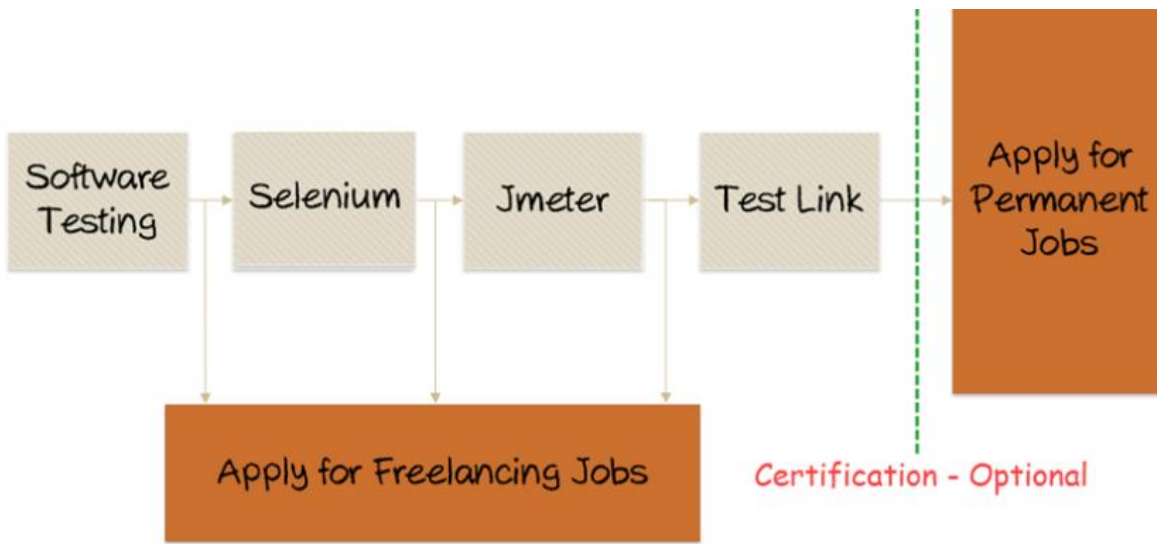 Software
Testing
Selenium
Jmeter
Test Link
Apply for
Permanent
Jobs
Apply for Freelancing Jobs
Certification - Optional